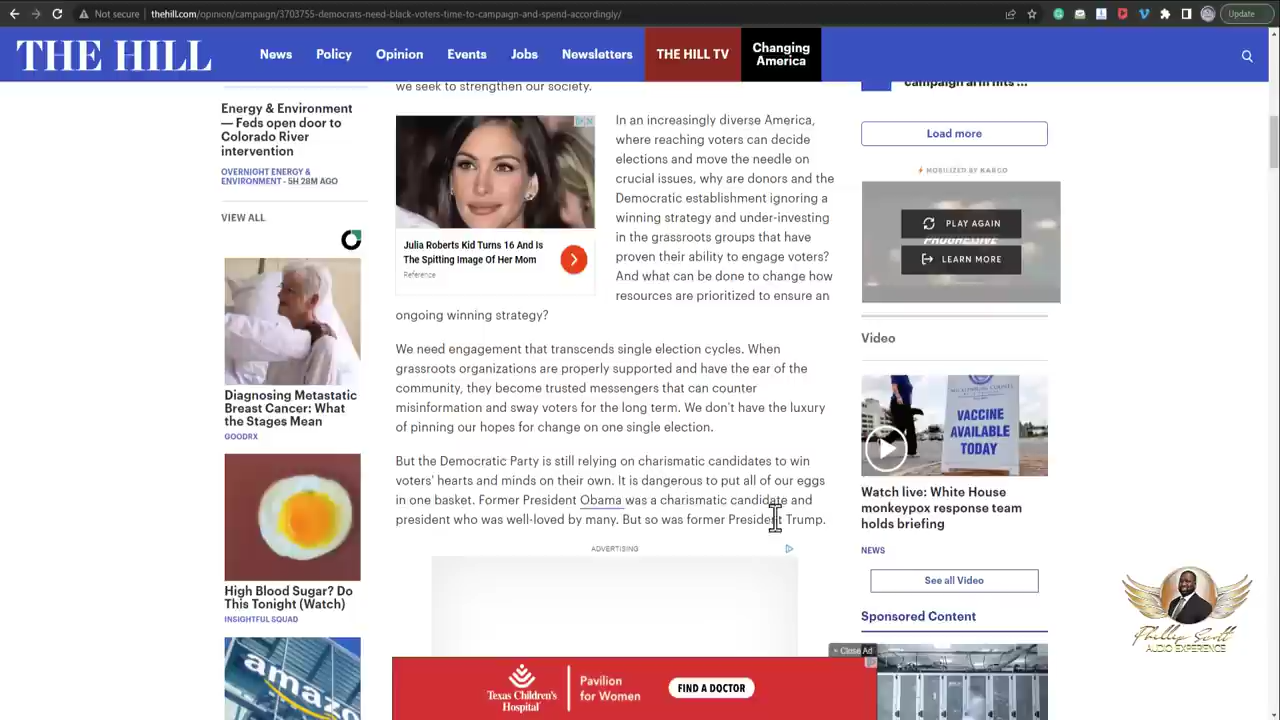 Not secure
thehill.com/opinion/campaign/3703755-democrats-need-black-voters-time-to-campaign-and-spend-accordingly/
Update
THE HILL
News
Policy
Opinion
Events
Jobs
Newsletters
THE HILL TV
Changing
America
Energy & Environment
— Feds open door to
Colorado River
intervention
OVERNIGHT ENERGY &
ENVIRONMENT - 5H 28M AGO
VIEW ALL
Diagnosing Metastatic
Breast Cancer: What
the Stages Mean
GOODRX
High Blood Sugar? Do
This Tonight (Watch)
INSIGHTFUL SQUAD
amazo
we seek to strengthen our society.
Julia Roberts Kid Turns 16 And Is
The Spitting Image Of Her Mom
Reference
In an increasingly diverse America,
where reaching voters can decide
elections and move the needle on
crucial issues, why are donors and the
Democratic establishment ignoring a
winning strategy and under-investing
in the grassroots groups that have
proven their ability to engage voters?
And what can be done to change how
resources are prioritized to ensure an
ongoing winning strategy?
We need engagement that transcends single election cycles. When
grassroots organizations are properly supported and have the ear of the
community, they become trusted messengers that can counter
misinformation and sway voters for the long term. We don't have the luxury
of pinning our hopes for change on one single election.
But the Democratic Party is still relying on charismatic candidates to win
voters' hearts and minds on their own. It is dangerous to put all of our eggs
in one basket. Former President Obama was a charismatic candidate and
president who was well-loved by many. But so was former President Trump.
ADVERTISING
× Close Ad
Texas Children's
Hospital
Pavilion
for Women
FIND A DOCTOR
campaign arm hits ...
Load more
MOBILIZED BY KARGO
PLAY AGAIN
PROGRESSIVE
LEARN MORE
Video
VACCINE
AVAILABLE
TODAY
Watch live: White House
monkeypox response team
holds briefing
NEWS
See all Video
Sponsored Content
Phillip Scott
AUDIO EXPERIENCE